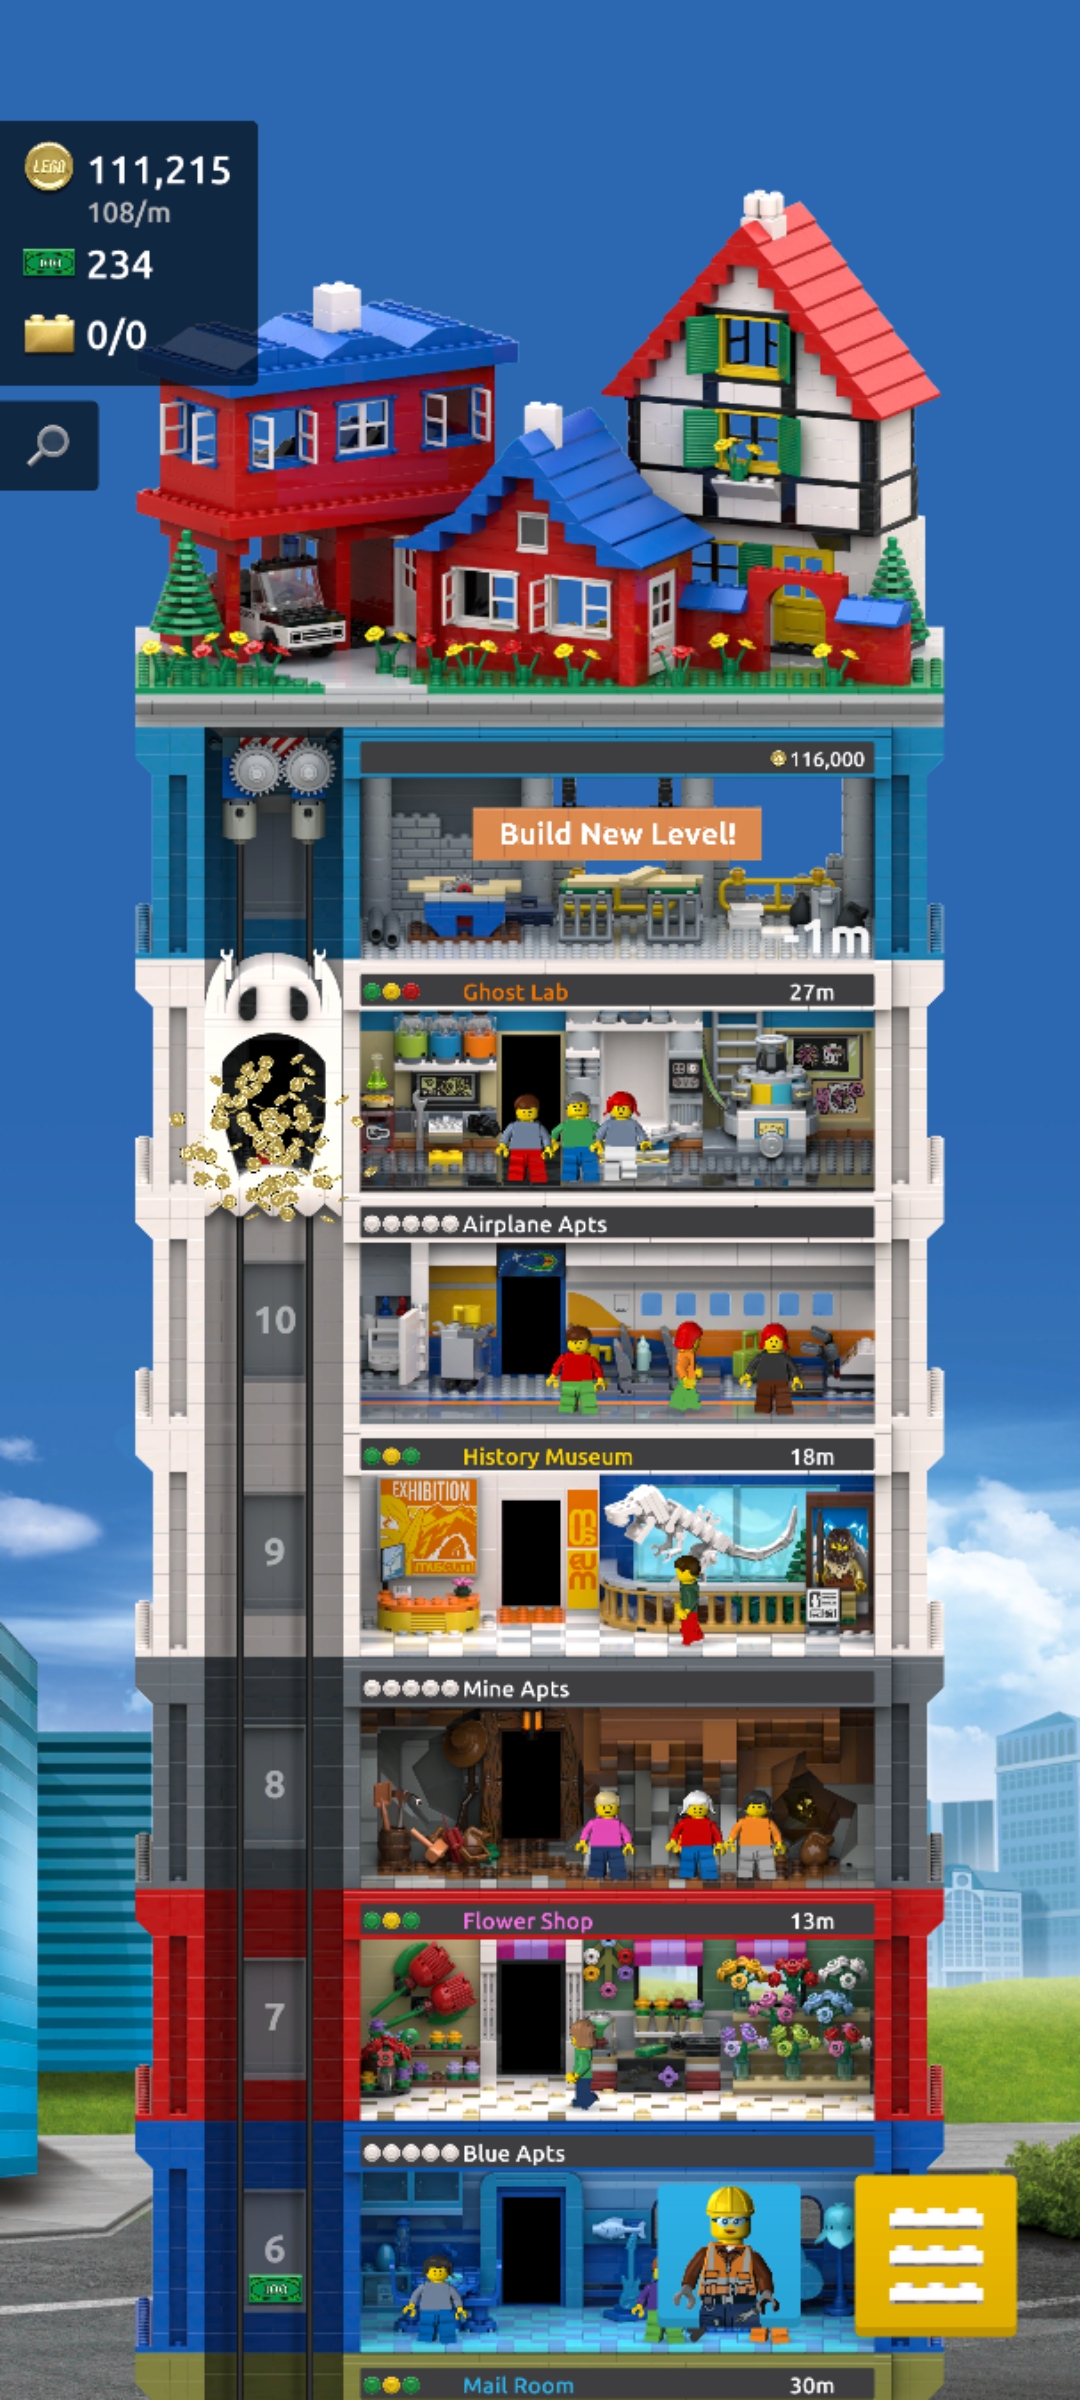 LEGO
111,215
108/m
234
0/0
116,000
Build New Level!
-1m
Ghost Lab
27m
Airplane Apts
10
History Museum
18m
EXHIBITION
museum
mus
eum
9
Mine Apts
8
Flower Shop
13m
7
Blue Apts
6
100
Mail Room
30m